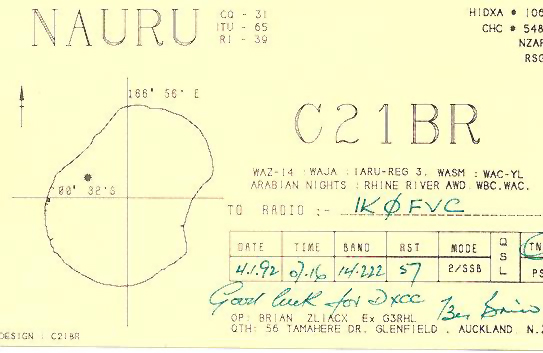 NAURU
CQ - 31
ITU - 65
RI - 39
HIDXA # 106
CHC # 548
NZAR
RSG
166° 56' E
00° 32'S
C21BR
WAZ-14 : WAJA : IARU-REG 3, WASM : WAC-YL
ARABIAN NIGHTS : RHINE RIVER AWD. WBC.WAC.
TO RADIO :- IKØFVC
DATE TIME BAND RST MODE QSL TN
4.1.92 07.16 14.222 57 2/SSB PS
Good luck for DXCC
OP: BRIAN ZL1ACX Ex G3RHL
QTH: 56 TAMAHERE DR. GLENFIELD . AUCKLAND N.Z
DESIGN : C21BR